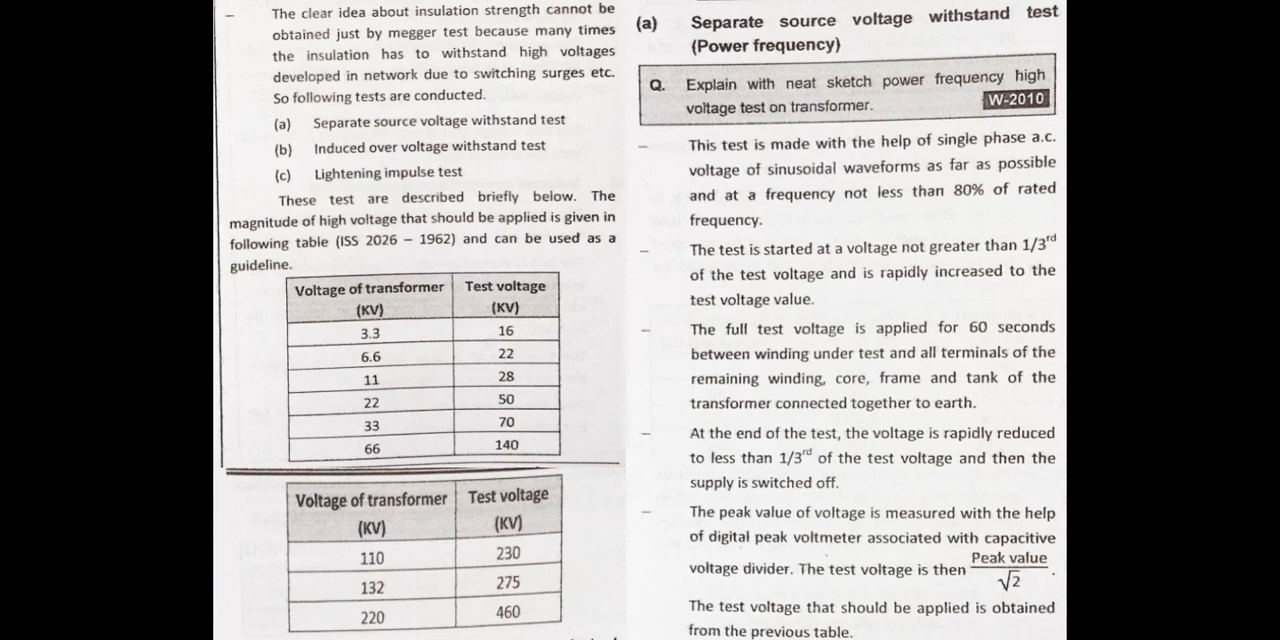 – The clear idea about insulation strength cannot be
obtained just by megger test because many times
the insulation has to withstand high voltages
developed in network due to switching surges etc.
So following tests are conducted.
(a) Separate source voltage withstand test
(b) Induced over voltage withstand test
(c) Lightening impulse test
These test are described briefly below. The
magnitude of high voltage that should be applied is given in
following table (ISS 2026 – 1962) and can be used as a
guideline.
Voltage of transformer (KV) Test voltage (KV)
3.3 16
6.6 22
11 28
22 50
33 70
66 140
Voltage of transformer (KV) Test voltage (KV)
110 230
132 275
220 460
(a) Separate source voltage withstand test
(Power frequency)
Q. Explain with neat sketch power frequency high
voltage test on transformer. W-2010
– This test is made with the help of single phase a.c.
voltage of sinusoidal waveforms as far as possible
and at a frequency not less than 80% of rated
frequency.
– The test is started at a voltage not greater than 1/3rd
of the test voltage and is rapidly increased to the
test voltage value.
– The full test voltage is applied for 60 seconds
between winding under test and all terminals of the
remaining winding, core, frame and tank of the
transformer connected together to earth.
– At the end of the test, the voltage is rapidly reduced
to less than 1/3rd of the test voltage and then the
supply is switched off.
– The peak value of voltage is measured with the help
of digital peak voltmeter associated with capacitive
voltage divider. The test voltage is then Peak value / √2 .
The test voltage that should be applied is obtained
from the previous table.